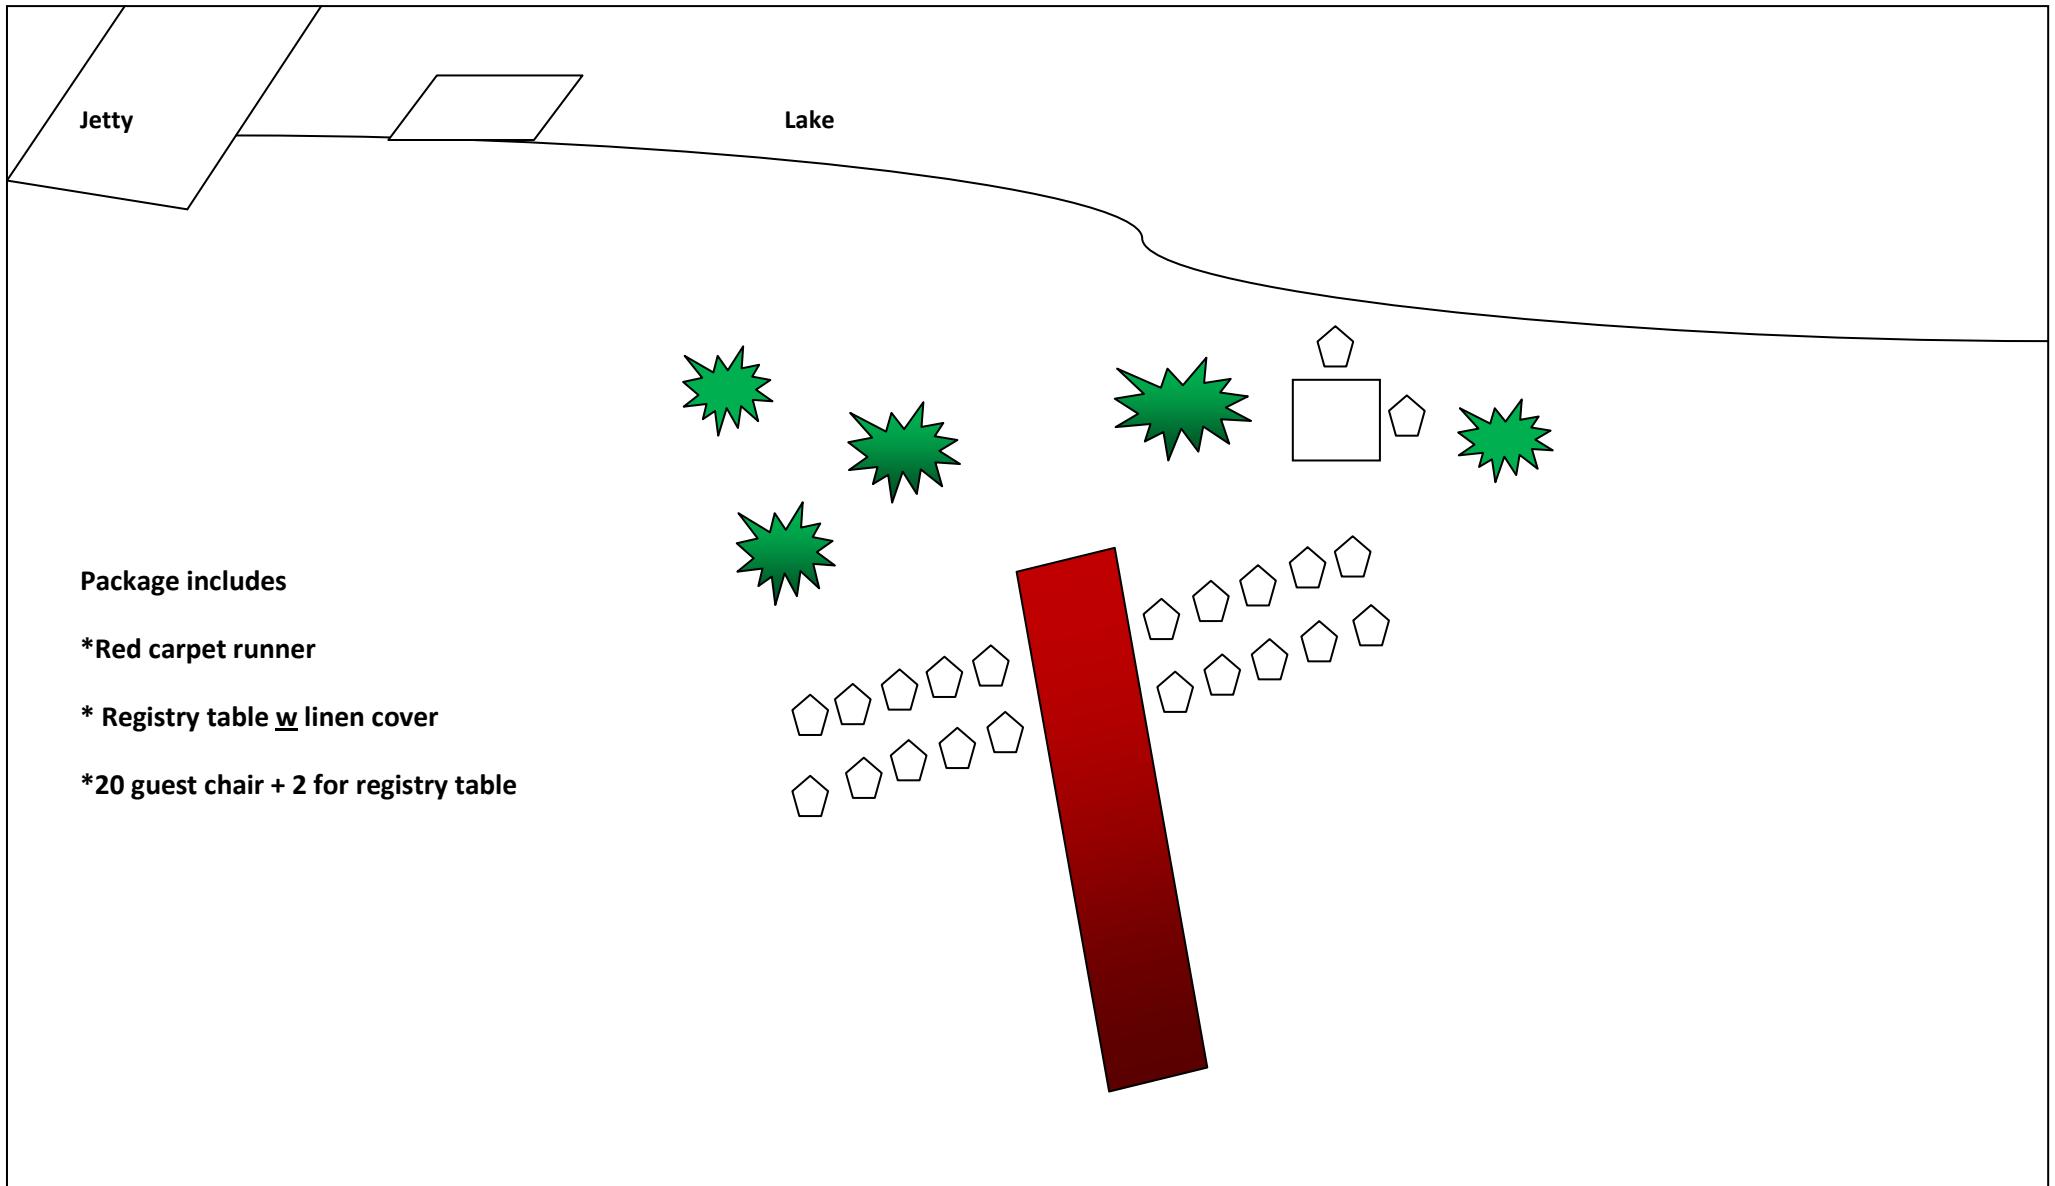 Jetty
Lake
Package includes
*Red carpet runner
* Registry table w linen cover
*20 guest chair + 2 for registry table